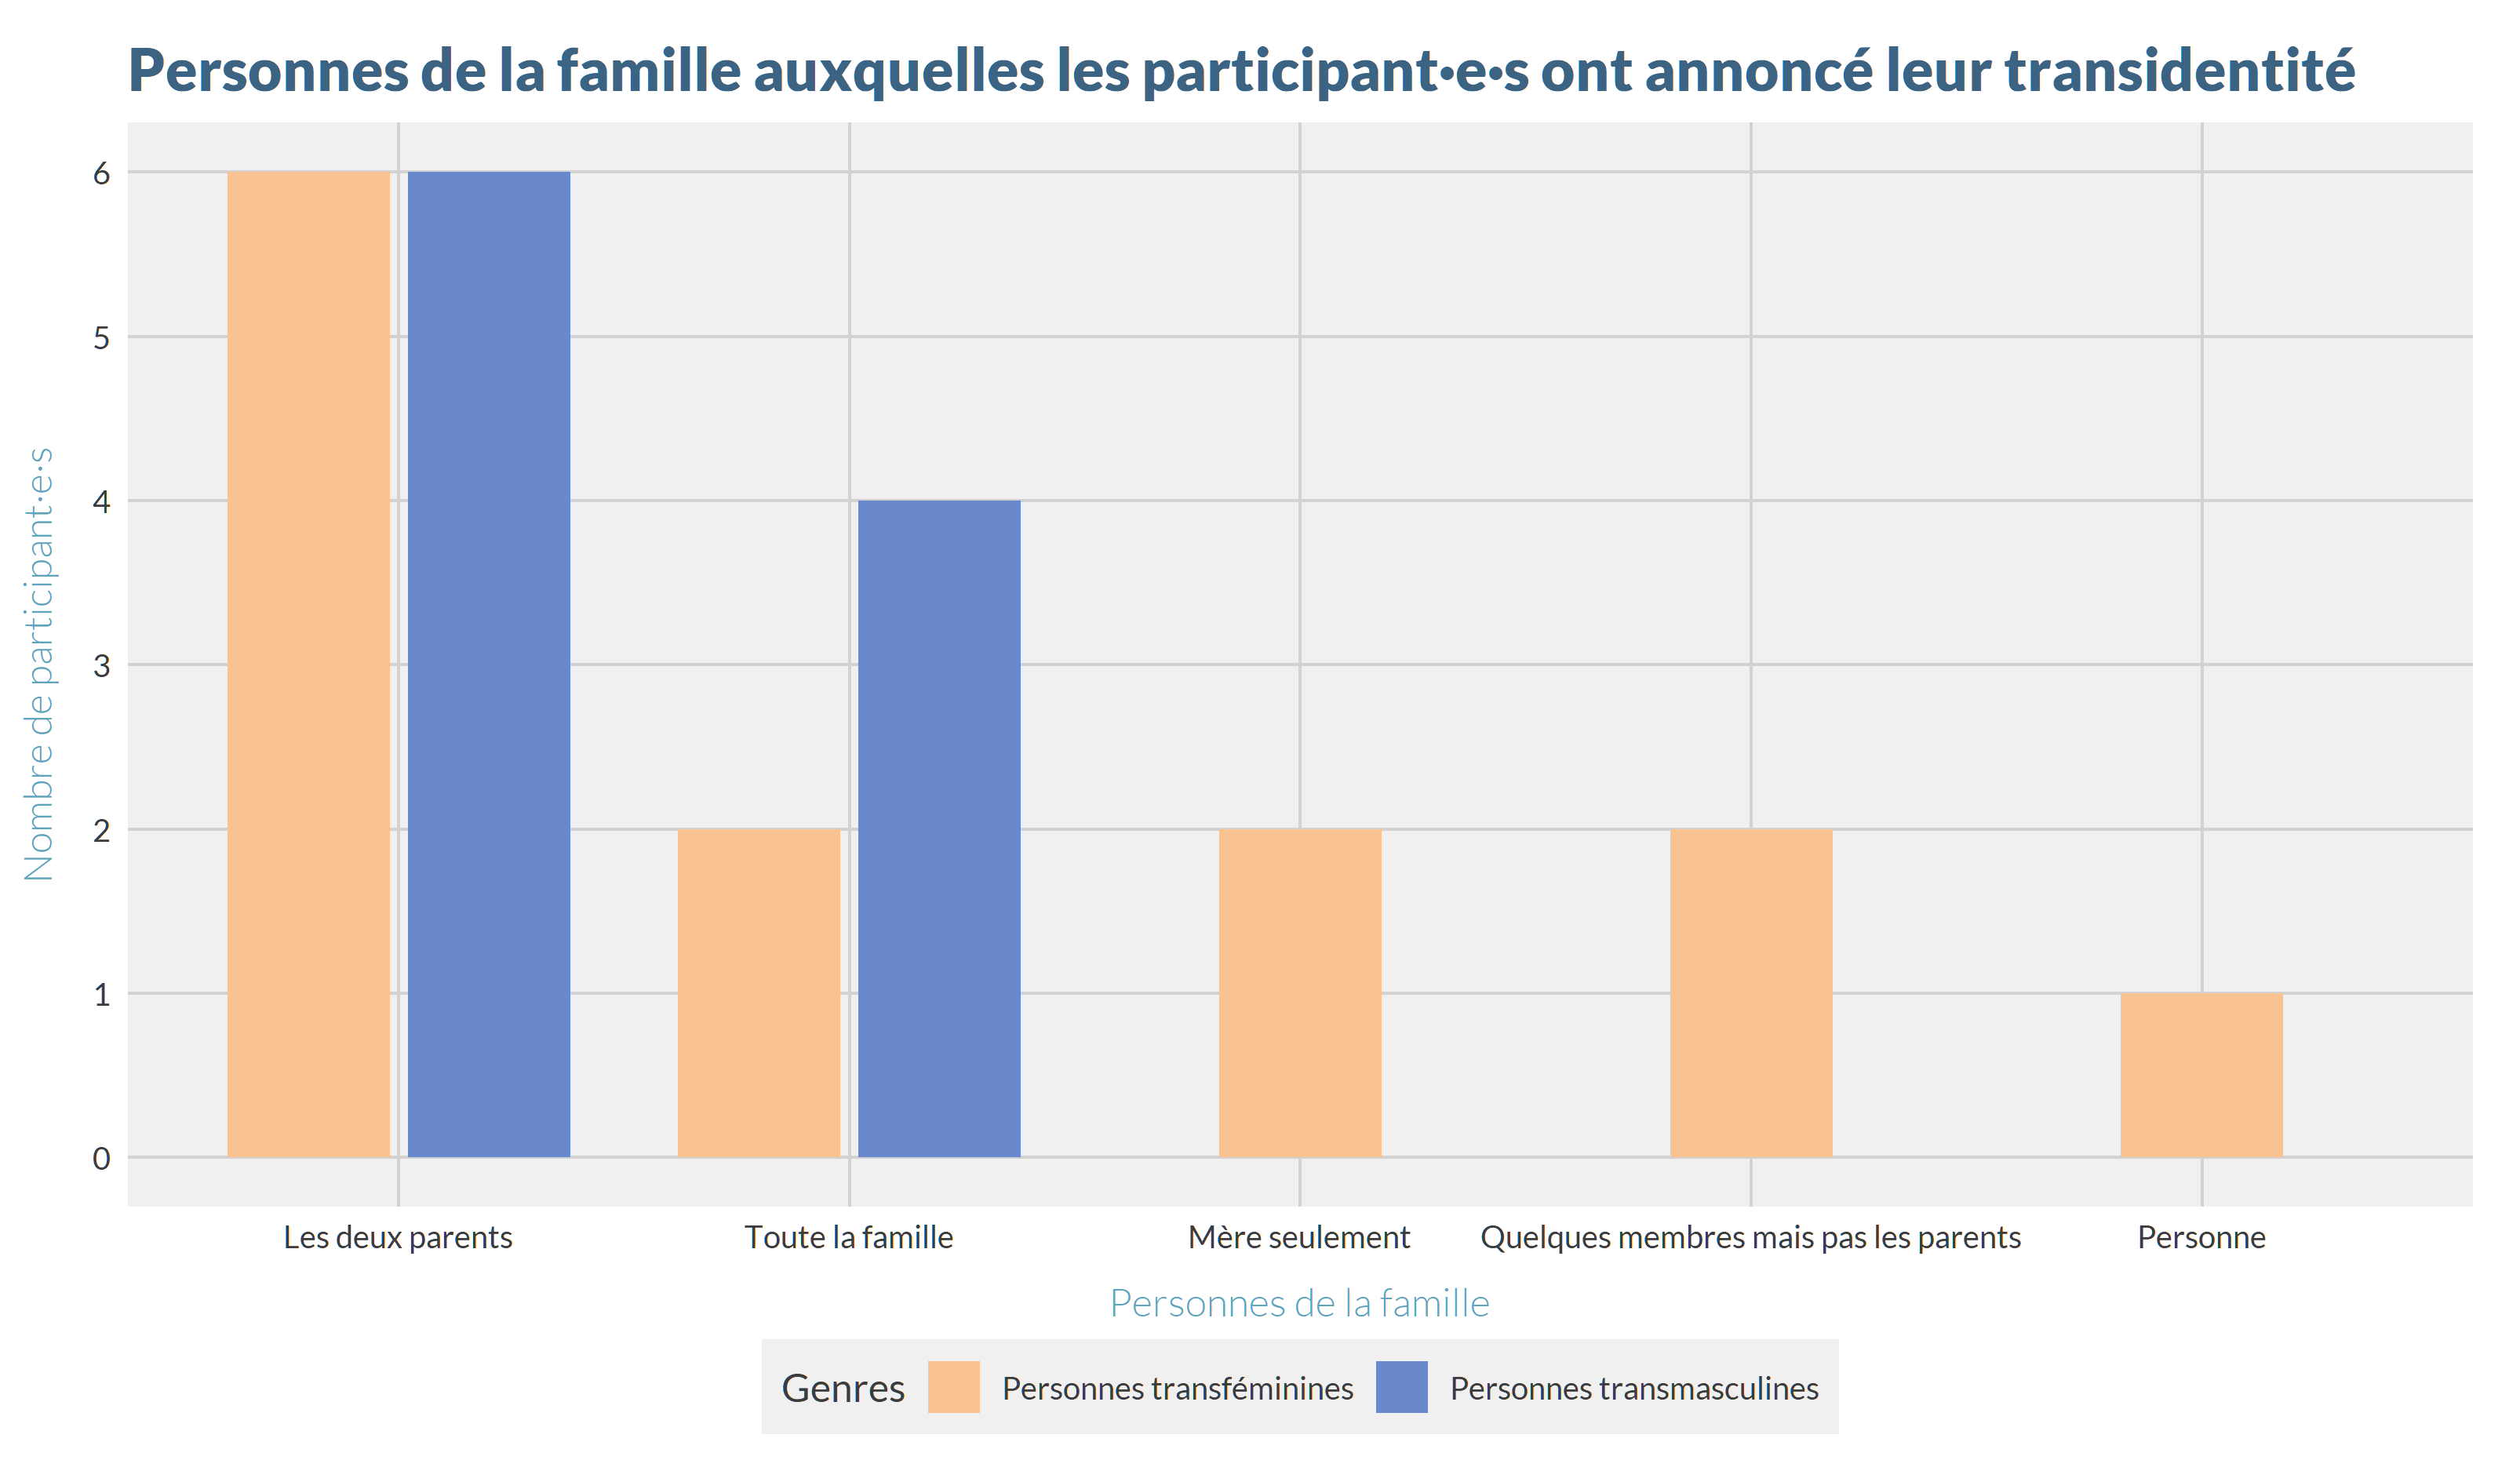 Personnes de la famille auxquelles les participant·e·s ont annoncé leur transidentité
Nombre de participant·e·s
6
5
4
3
2
1
0
Les deux parents Toute la famille Mère seulement Quelques membres mais pas les parents Personne
Personnes de la famille
Genres Personnes transféminines Personnes transmasculines